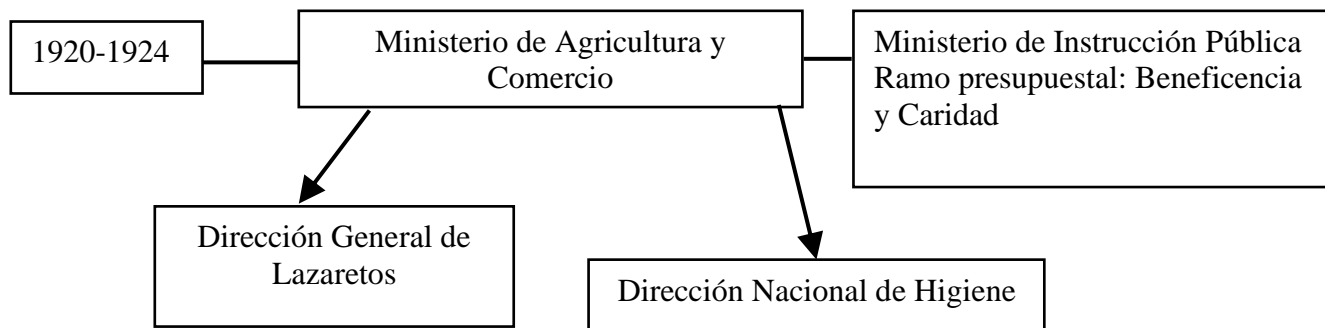 1920-1924
Ministerio de Agricultura y
Comercio
Ministerio de Instrucción Pública
Ramo presupuestal: Beneficencia
y Caridad
Dirección General de
Lazaretos
Dirección Nacional de Higiene